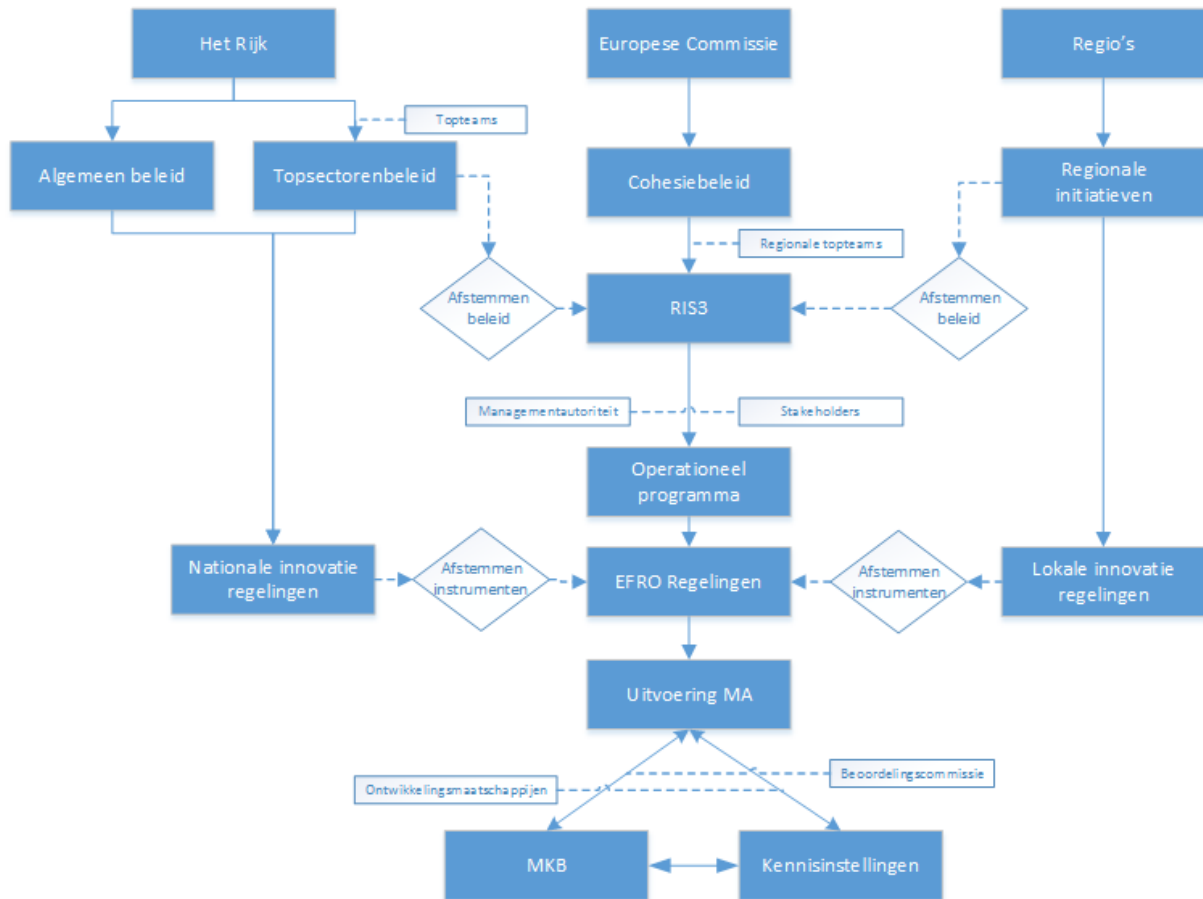 Het Rijk
Europese Commissie
Regio's
Topteams
Algemeen beleid
Topsectorenbeleid
Cohesiebeleid
Regionale
initiatieven
Regionale topteams
Afstemmen
beleid
RIS3
Afstemmen
beleid
Managementautoriteit
Stakeholders
Operationeel
programma
Nationale innovatie
regelingen
Afstemmen
instrumenten
EFRO Regelingen
Afstemmen
instrumenten
Lokale innovatie
regelingen
Uitvoering MA
Beoordelingscommissie
Ontwikkelingsmaatschappijen
MKB
Kennisinstellingen